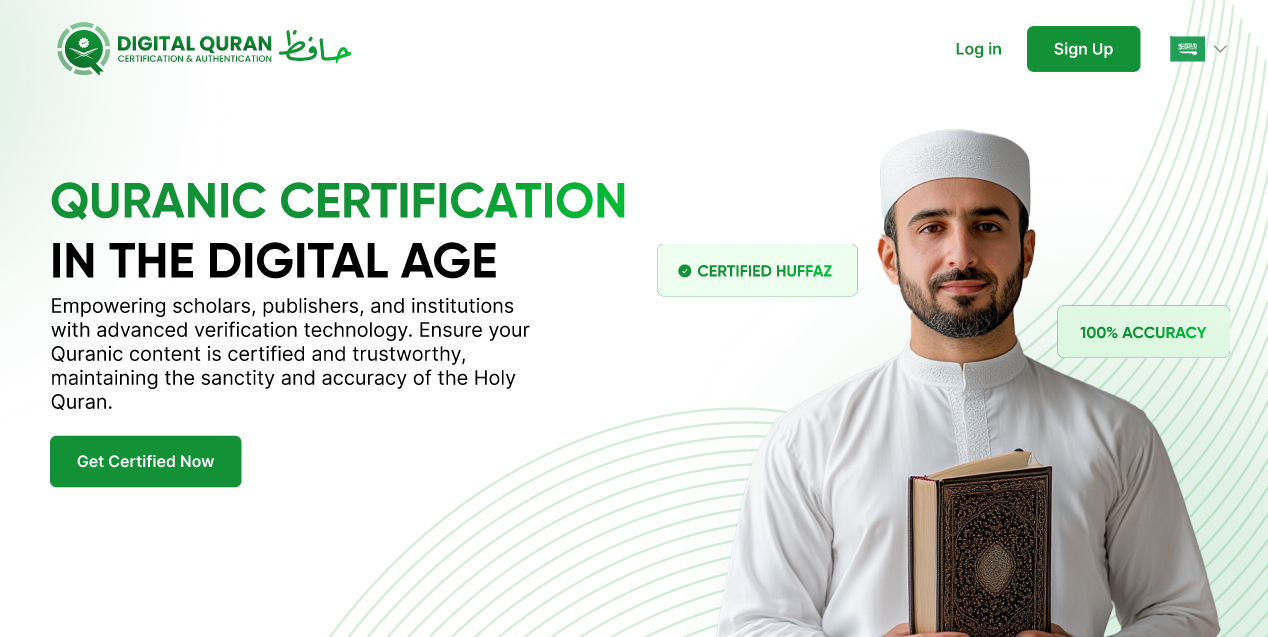 DIGITAL QURAN
CERTIFICATION & AUTHENTICATION
حافظ
Log in
Sign Up
QURANIC CERTIFICATION
IN THE DIGITAL AGE
Empowering scholars, publishers, and institutions
with advanced verification technology. Ensure your
Quranic content is certified and trustworthy,
maintaining the sanctity and accuracy of the Holy
Quran.
Get Certified Now
CERTIFIED HUFFAZ
100% ACCURACY